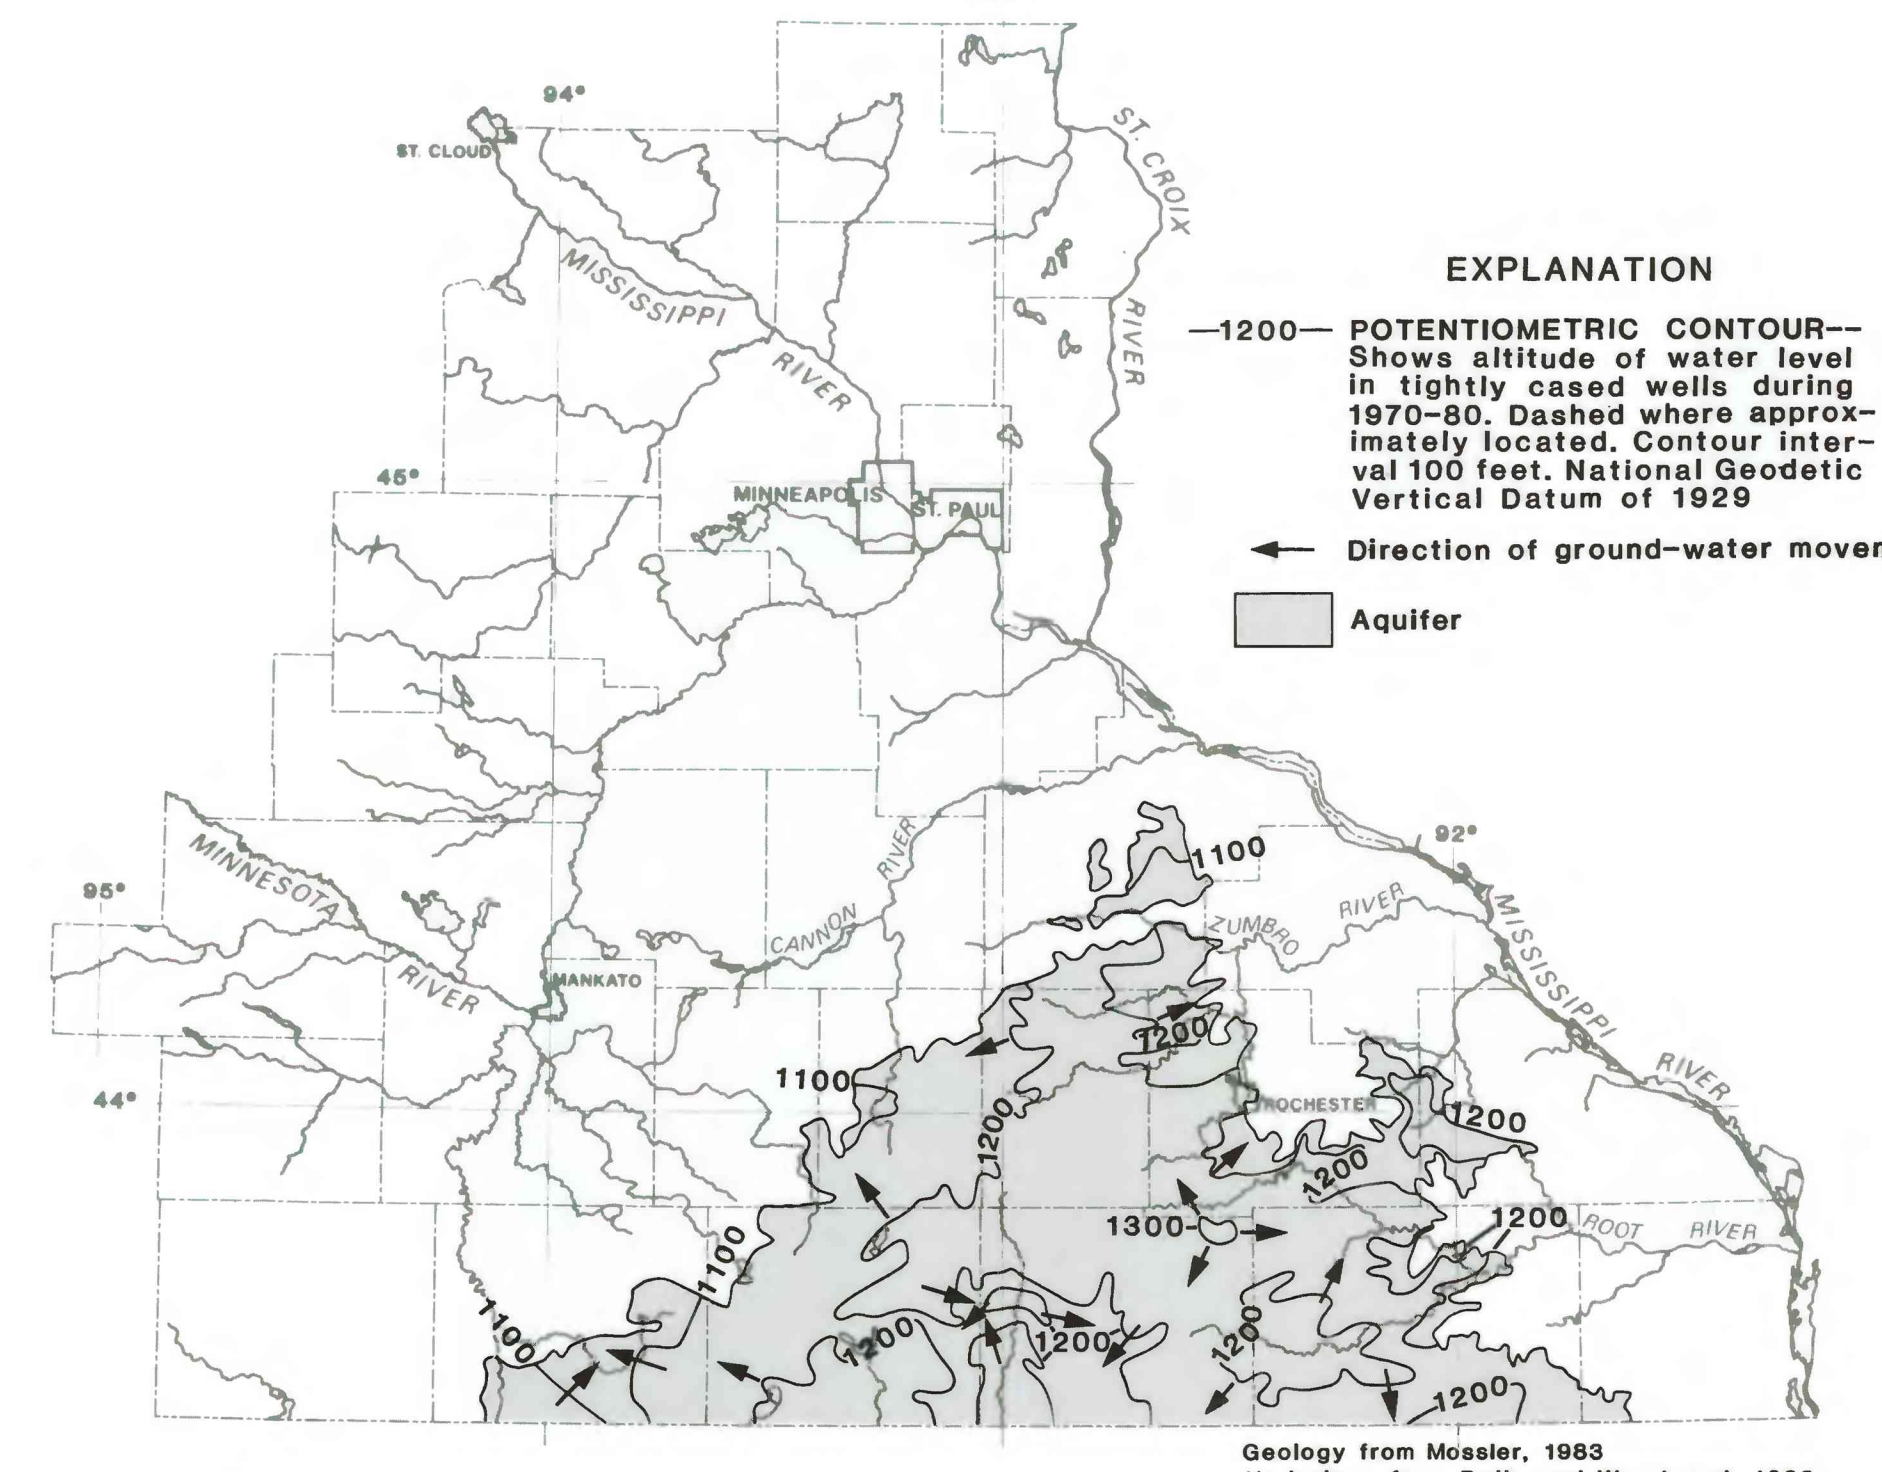 94°
ST. CLOUD
ST. CROIX
RIVER
MISSISSIPPI
RIVER
EXPLANATION
—1200— POTENTIOMETRIC CONTOUR--
Shows altitude of water level
in tightly cased wells during
1970-80. Dashed where approx-
imately located. Contour inter-
val 100 feet. National Geodetic
Vertical Datum of 1929
Direction of ground-water
Aquifer
45°
MINNEAPOLIS
ST. PAUL
92°
MINNESOTA
RIVER
95°
CANNON
RIVER
1100
ZUMBRO
RIVER
MISSISSIPPI
RIVER
MANKATO
1200
1100
44°
1200
ROCHESTER
1200
1200
1300
1200
ROOT RIVER
1100
1100
1200
1200
1200
1200
Geology from Mossler, 1983